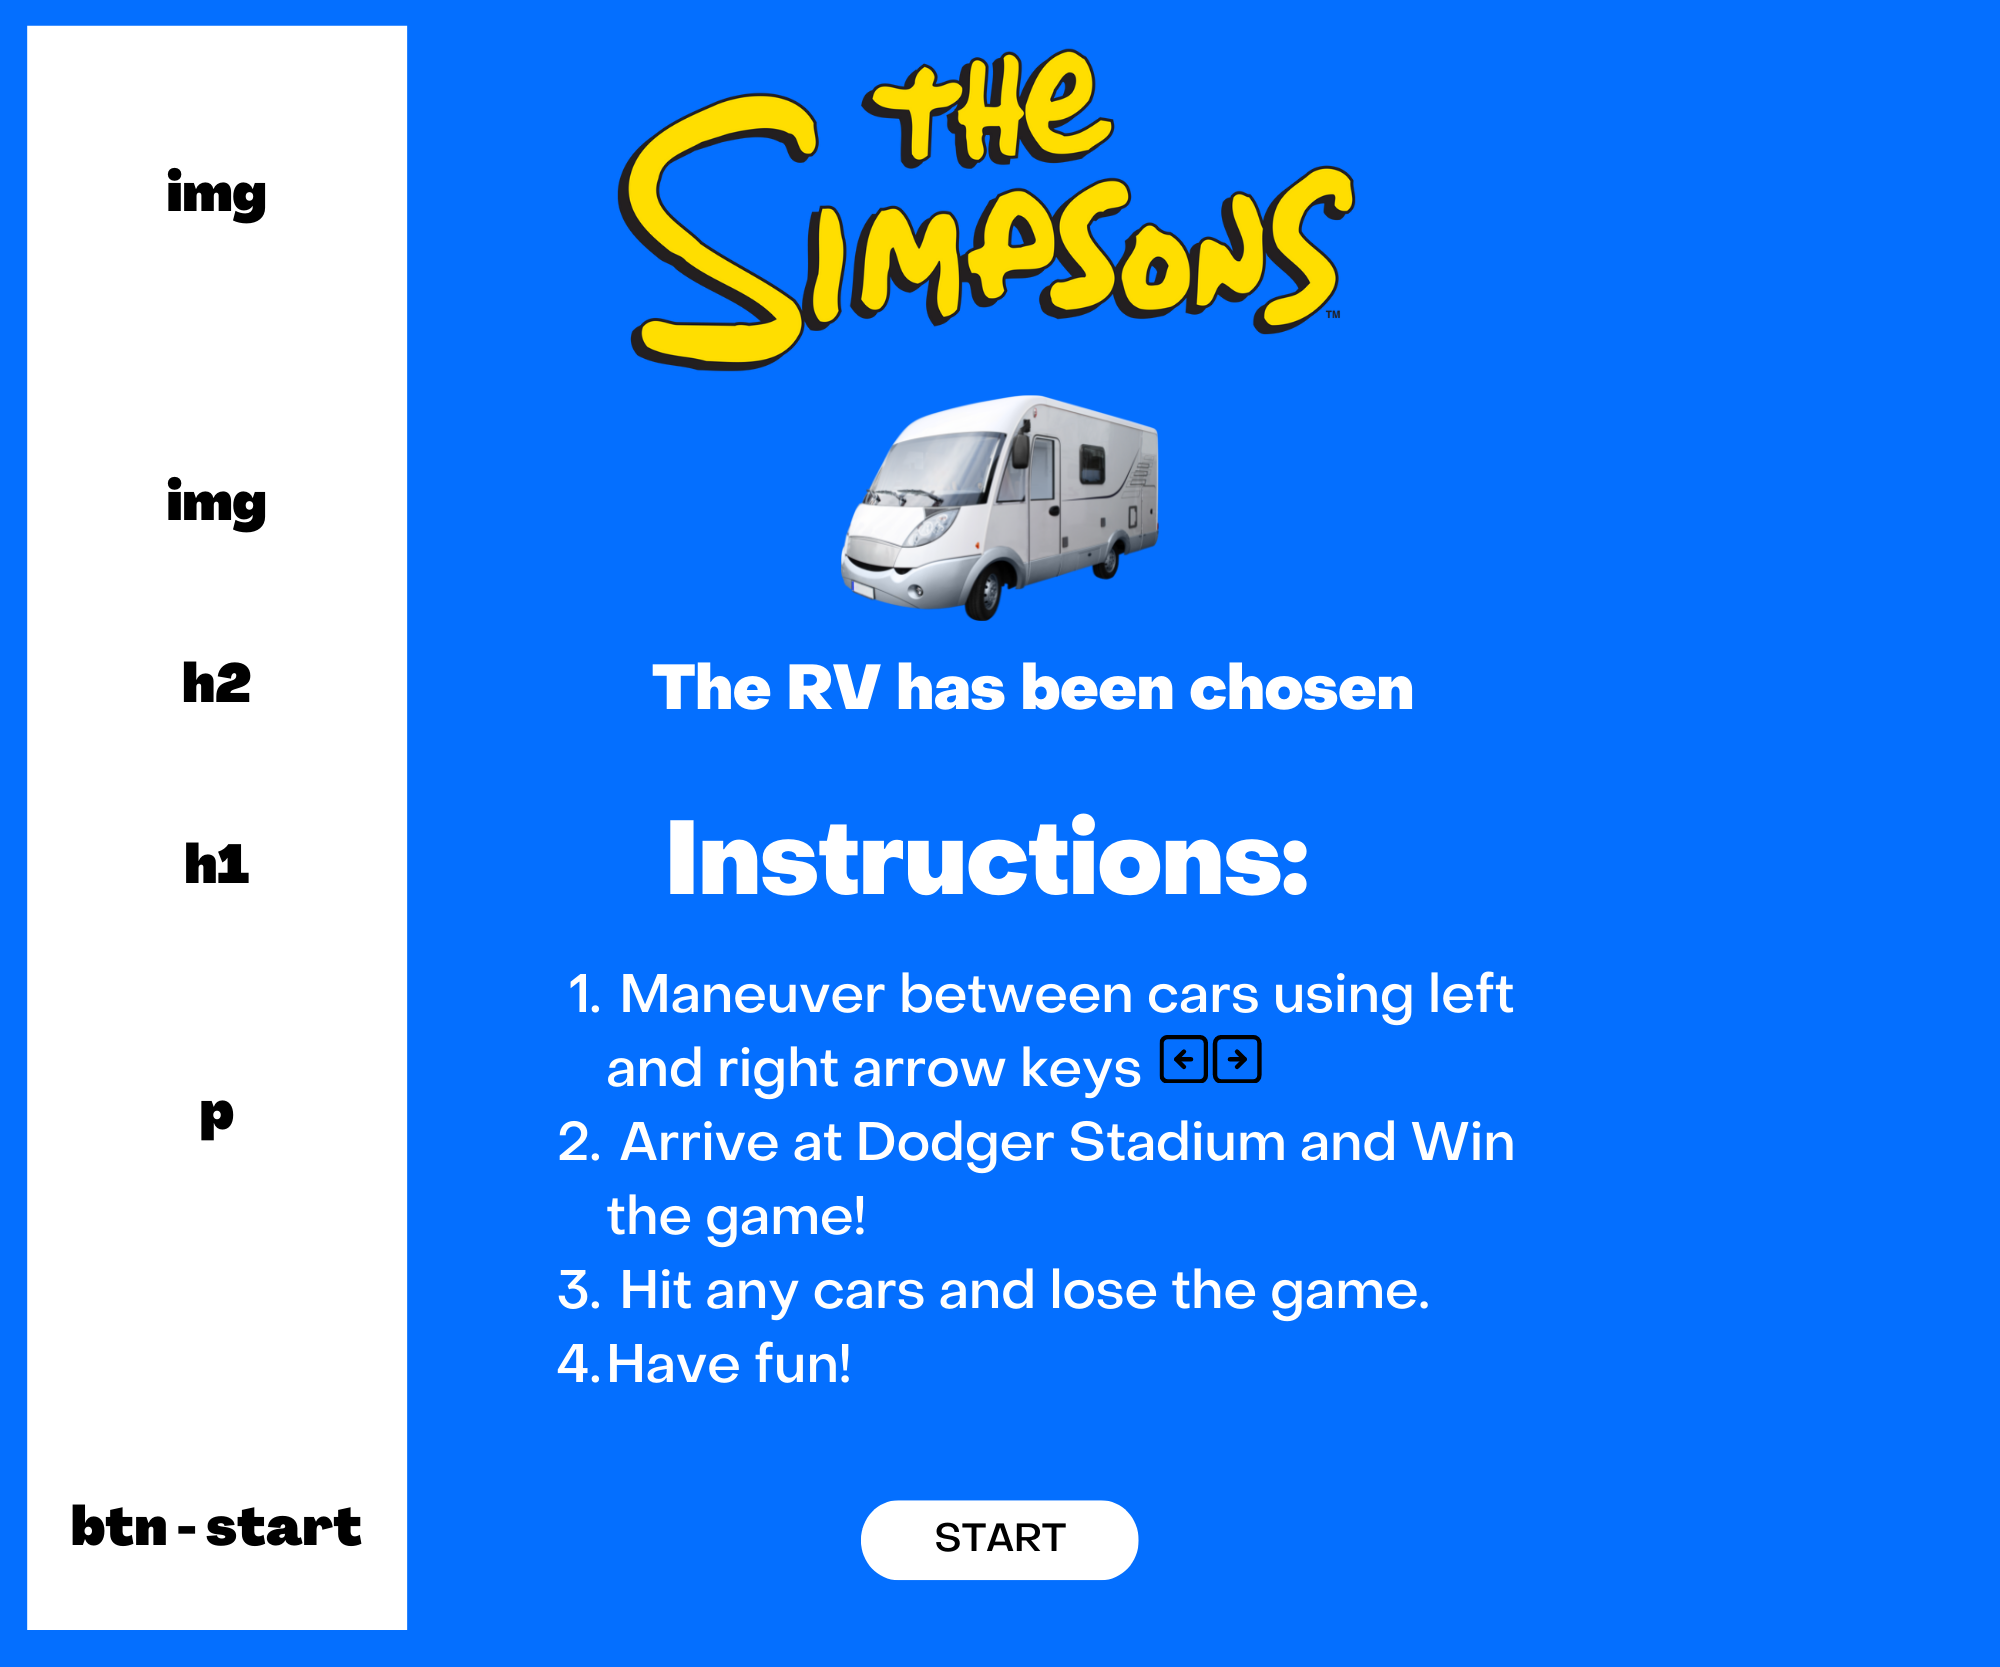 img
THE
SIMPSONS
TM
img
h2
The RV has been chosen
h1
Instructions:
1. Maneuver between cars using left
and right arrow keys ← →
p
2. Arrive at Dodger Stadium and Win
the game!
3. Hit any cars and lose the game.
4. Have fun!
btn - start
START